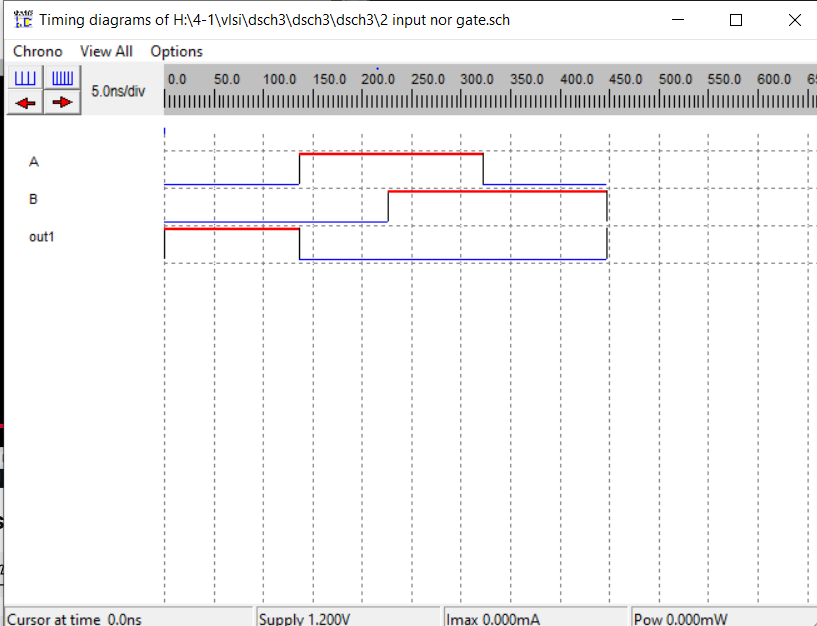 Timing diagrams of H:\4-1\vlsi\dsch3\dsch3\dsch3\2 input nor gate.sch
Chrono View All Options
5.0ns/div
0.0 50.0 100.0 150.0 200.0 250.0 300.0 350.0 400.0 450.0 500.0 550.0 600.0
A
B
out1
Cursor at time 0.0ns Supply 1.200V Imax 0.000mA Pow 0.000mW